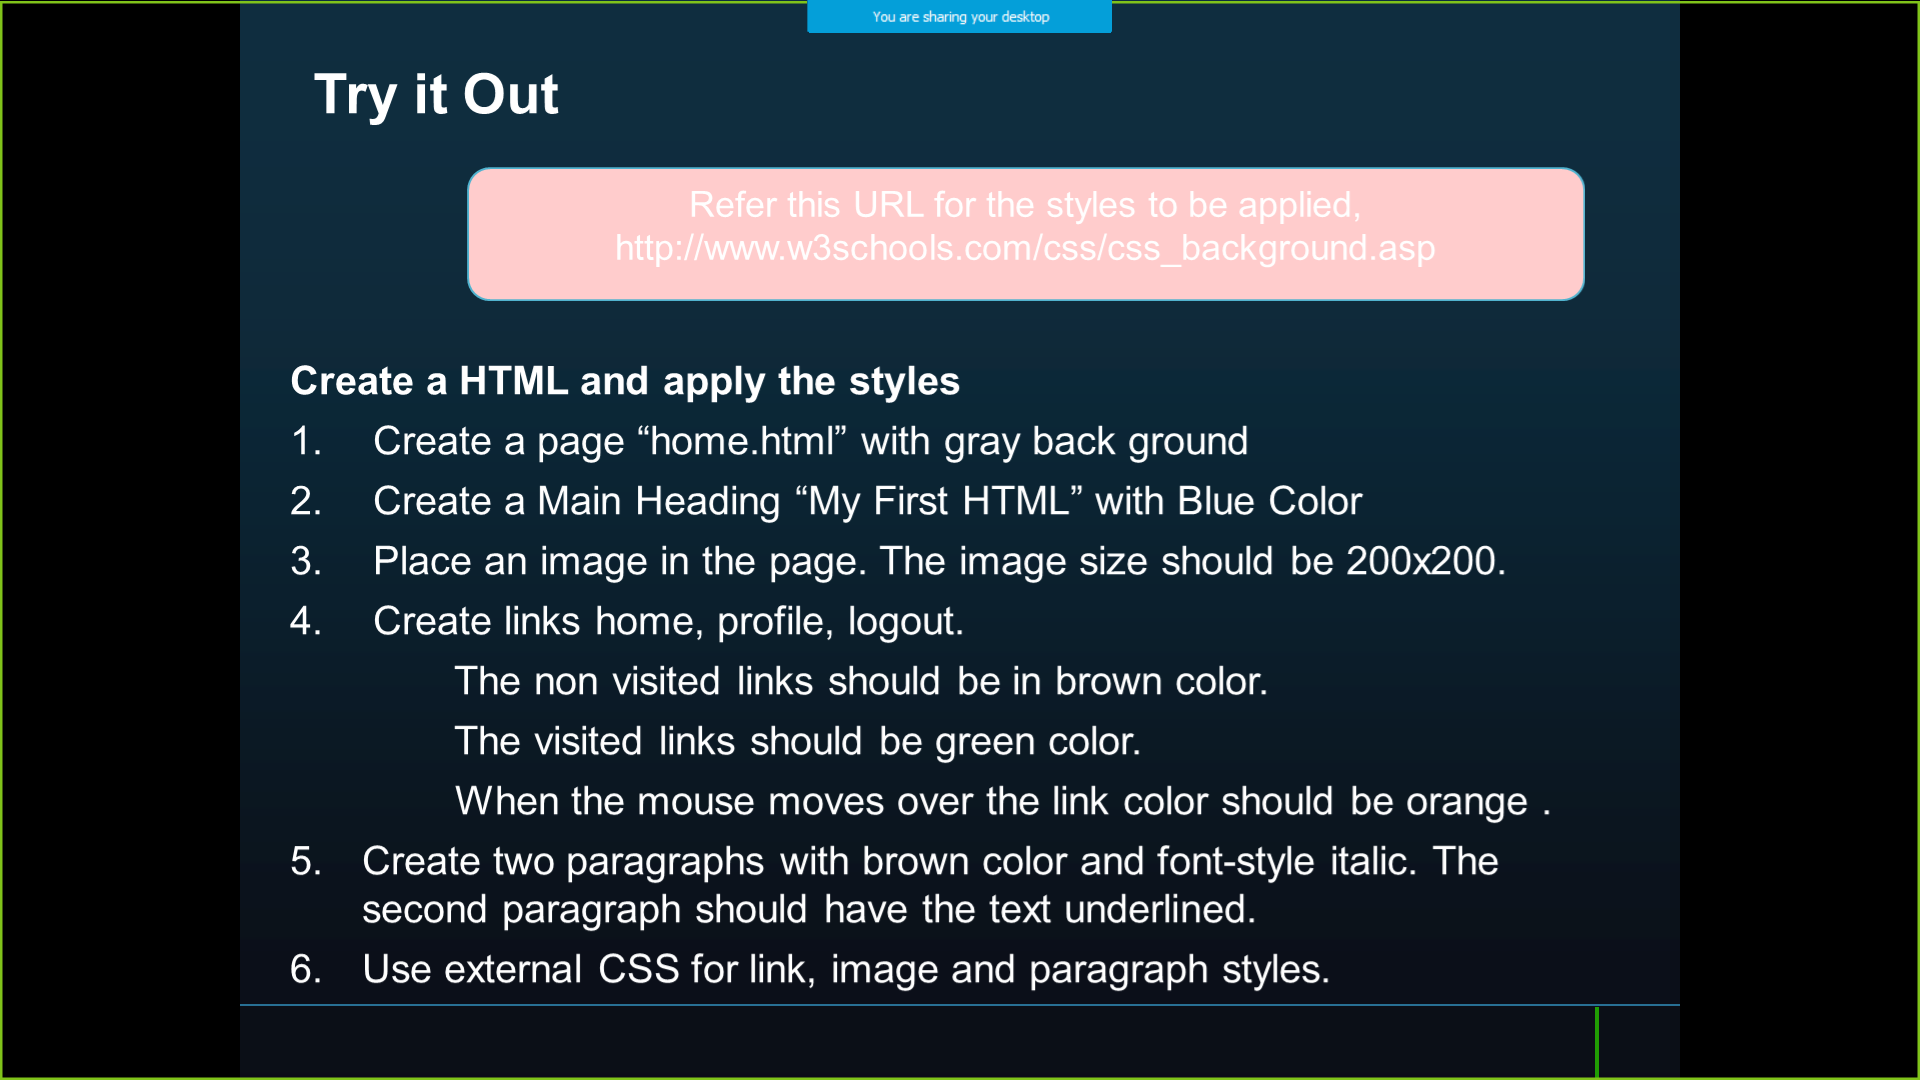 You are sharing your desktop
Try it Out
Refer this URL for the styles to be applied,
http://www.w3schools.com/css/css_background.asp
Create a HTML and apply the styles
1. Create a page “home.html” with gray back ground
2. Create a Main Heading “My First HTML” with Blue Color
3. Place an image in the page. The image size should be 200x200.
4. Create links home, profile, logout.
The non visited links should be in brown color.
The visited links should be green color.
When the mouse moves over the link color should be orange .
5. Create two paragraphs with brown color and font-style italic. The
second paragraph should have the text underlined.
6. Use external CSS for link, image and paragraph styles.